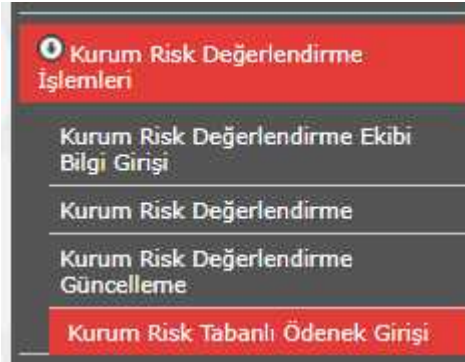 Kurum Risk Değerlendirme
İşlemleri
Kurum Risk Değerlendirme Ekibi
Bilgi Girişi
Kurum Risk Değerlendirme
Kurum Risk Değerlendirme
Güncelleme
Kurum Risk Tabanlı Ödenek Girişi